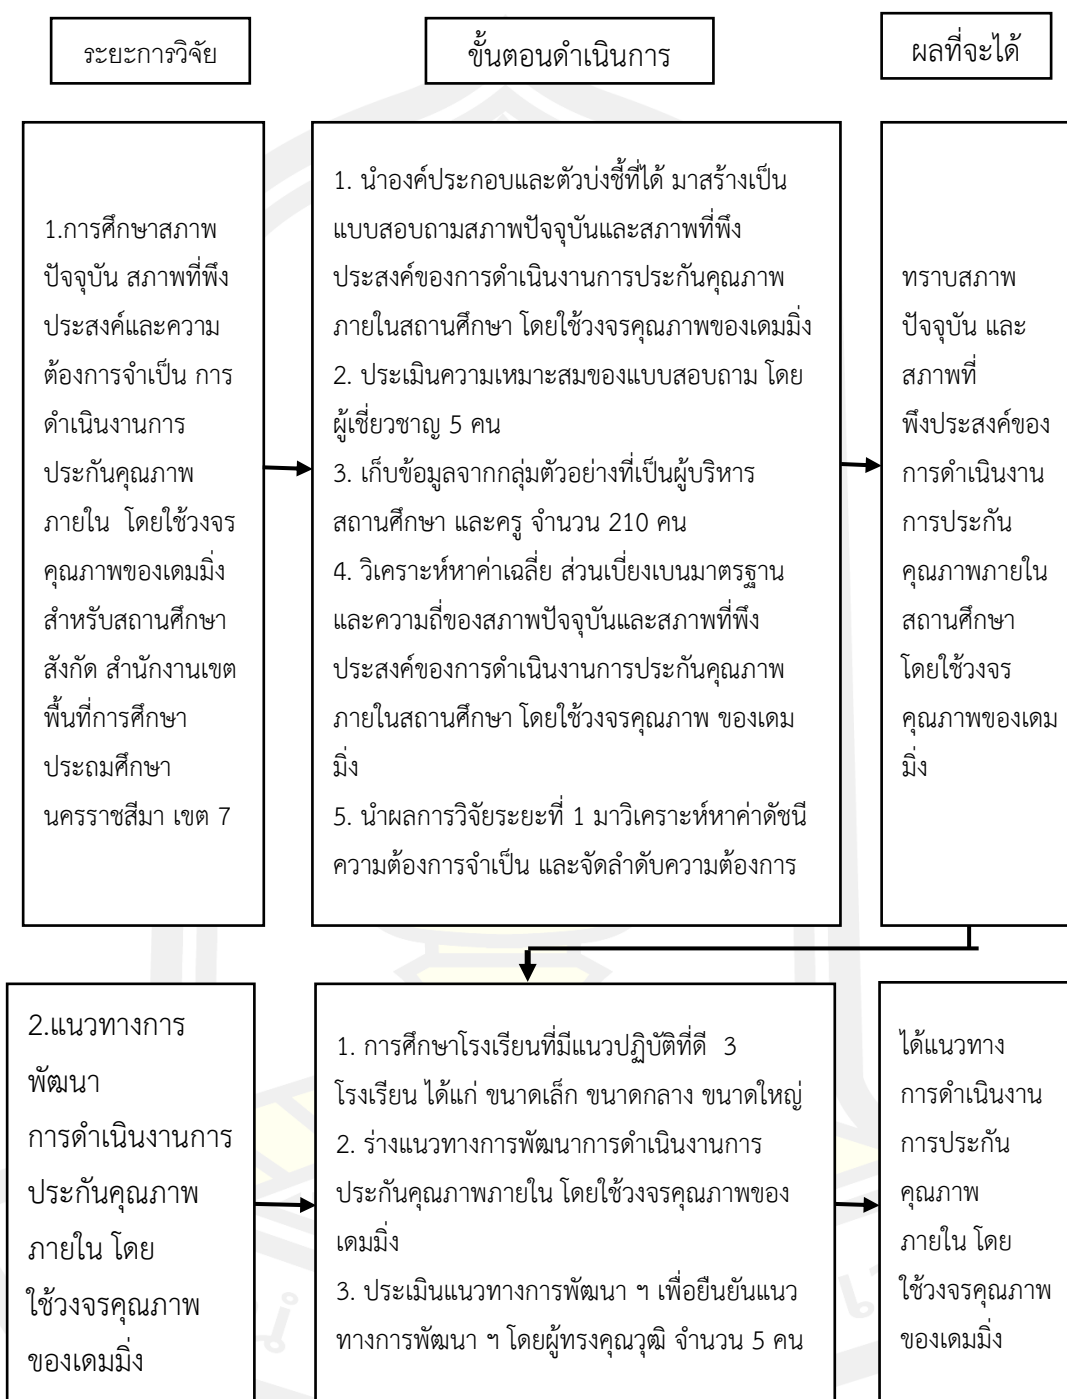 ระยะการวิจัย
ขั้นตอนดำเนินการ
ผลที่จะได้
1.การศึกษาสภาพ
ปัจจุบัน สภาพที่พึง
ประสงค์และความ
ต้องการจำเป็น การ
ดำเนินงานการ
ประกันคุณภาพ
ภายใน โดยใช้วงจร
คุณภาพของเดมมิ่ง
สำหรับสถานศึกษา
สังกัด สำนักงานเขต
พื้นที่การศึกษา
ประถมศึกษา
นครราชสีมา เขต 7
1. นำองค์ประกอบและตัวบ่งชี้ที่ได้ มาสร้างเป็น
แบบสอบถามสภาพปัจจุบันและสภาพที่พึง
ประสงค์ของการดำเนินงานการประกันคุณภาพ
ภายในสถานศึกษา โดยใช้วงจรคุณภาพของเดมมิ่ง
2. ประเมินความเหมาะสมของแบบสอบถาม โดย
ผู้เชี่ยวชาญ 5 คน
3. เก็บข้อมูลจากกลุ่มตัวอย่างที่เป็นผู้บริหาร
สถานศึกษา และครู จำนวน 210 คน
4. วิเคราะห์หาค่าเฉลี่ย ส่วนเบี่ยงเบนมาตรฐาน
และความถี่ของสภาพปัจจุบันและสภาพที่พึง
ประสงค์ของการดำเนินงานการประกันคุณภาพ
ภายในสถานศึกษา โดยใช้วงจรคุณภาพ ของเดม
มิ่ง
5. นำผลการวิจัยระยะที่ 1 มาวิเคราะห์หาค่าดัชนี
ความต้องการจำเป็น และจัดลำดับความต้องการ
ทราบสภาพ
ปัจจุบัน และ
สภาพที่
พึงประสงค์ของ
การดำเนินงาน
การประกัน
คุณภาพภายใน
สถานศึกษา
โดยใช้วงจร
คุณภาพของเดม
มิ่ง
2.แนวทางการ
พัฒนา
การดำเนินงานการ
ประกันคุณภาพ
ภายใน โดย
ใช้วงจรคุณภาพ
ของเดมมิ่ง
1. การศึกษาโรงเรียนที่มีแนวปฏิบัติที่ดี 3
โรงเรียน ได้แก่ ขนาดเล็ก ขนาดกลาง ขนาดใหญ่
2. ร่างแนวทางการพัฒนาการดำเนินงานการ
ประกันคุณภาพภายใน โดยใช้วงจรคุณภาพของ
เดมมิ่ง
3. ประเมินแนวทางการพัฒนา ฯ เพื่อยืนยันแนว
ทางการพัฒนา ฯ โดยผู้ทรงคุณวุฒิ จำนวน 5 คน
ได้แนวทาง
การดำเนินงาน
การประกัน
คุณภาพ
ภายใน โดย
ใช้วงจรคุณภาพ
ของเดมมิ่ง